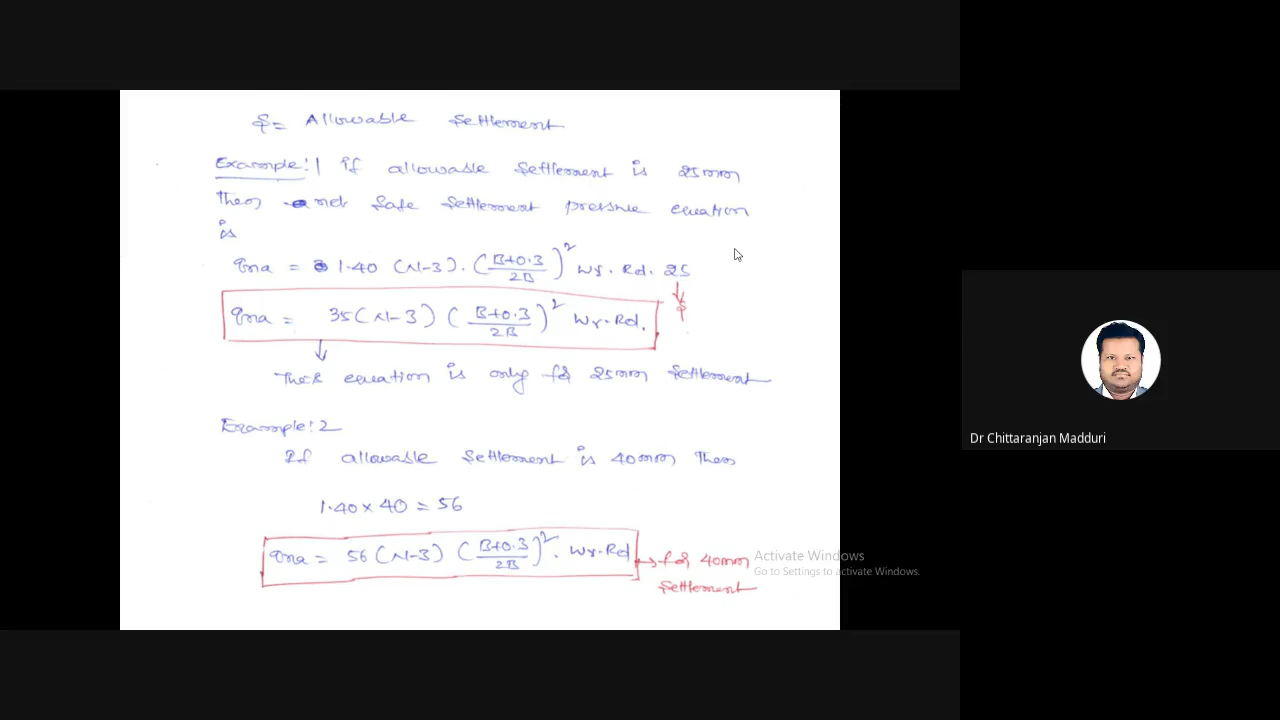 S = Allowable Settlement
Example:1 If allowable Settlement is 25mm
Then net Safe Settlement pressure equation
is
qna = 1.40 (N-3). (B+0.3/2B)² Wγ. Rd. 25
↓
S
qna = 35(N-3) (B+0.3/2B)² Wγ.Rd.
↓
This equation is only for 25mm Settlement
Example:2
If allowable Settlement is 40mm Then
1.40 x 40 = 56
qna = 56 (N-3) (B+0.3/2B)². Wγ.Rd → for 40mm
Settlement
Activate Windows
Go to Settings to activate Windows.
Dr Chittaranjan Madduri